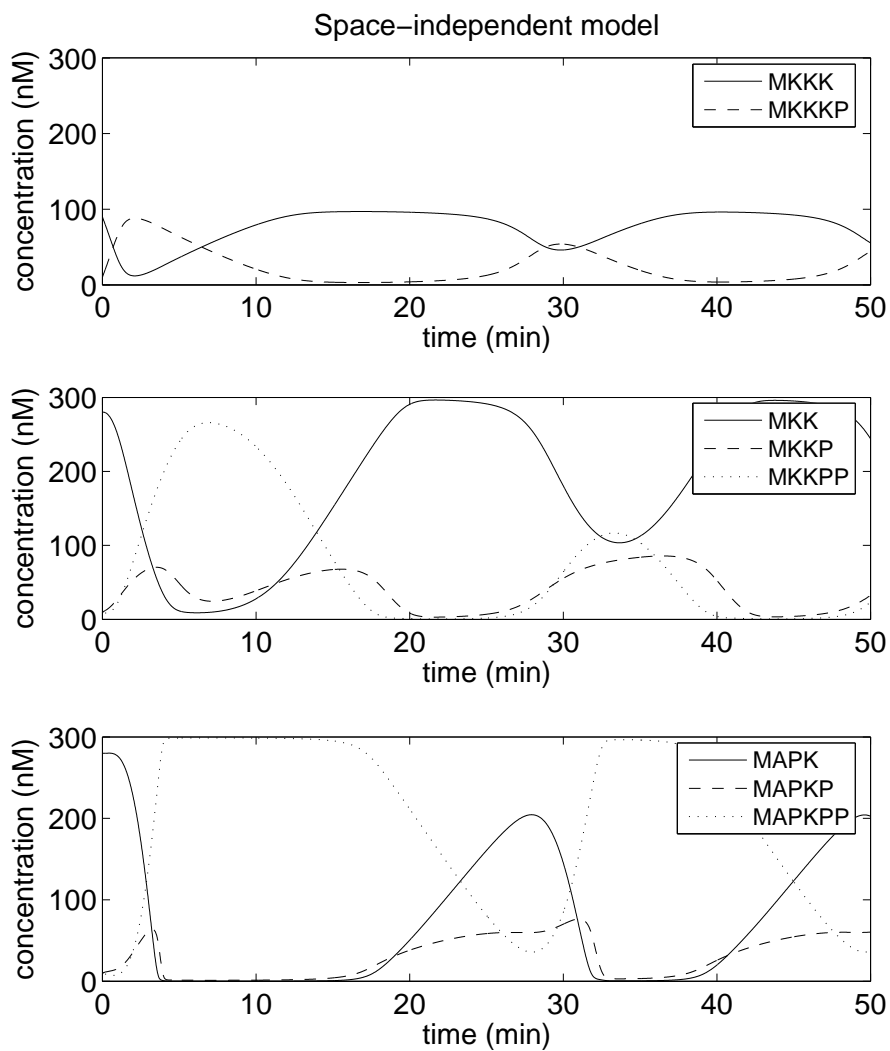 Space−independent model
300
200
100
0
concentration (nM)
MKKK
MKKKP
0 10 20 30 40 50
time (min)
300
200
100
0
concentration (nM)
MKK
MKKP
MKKPP
0 10 20 30 40 50
time (min)
300
200
100
0
concentration (nM)
MAPK
MAPKP
MAPKPP
0 10 20 30 40 50
time (min)